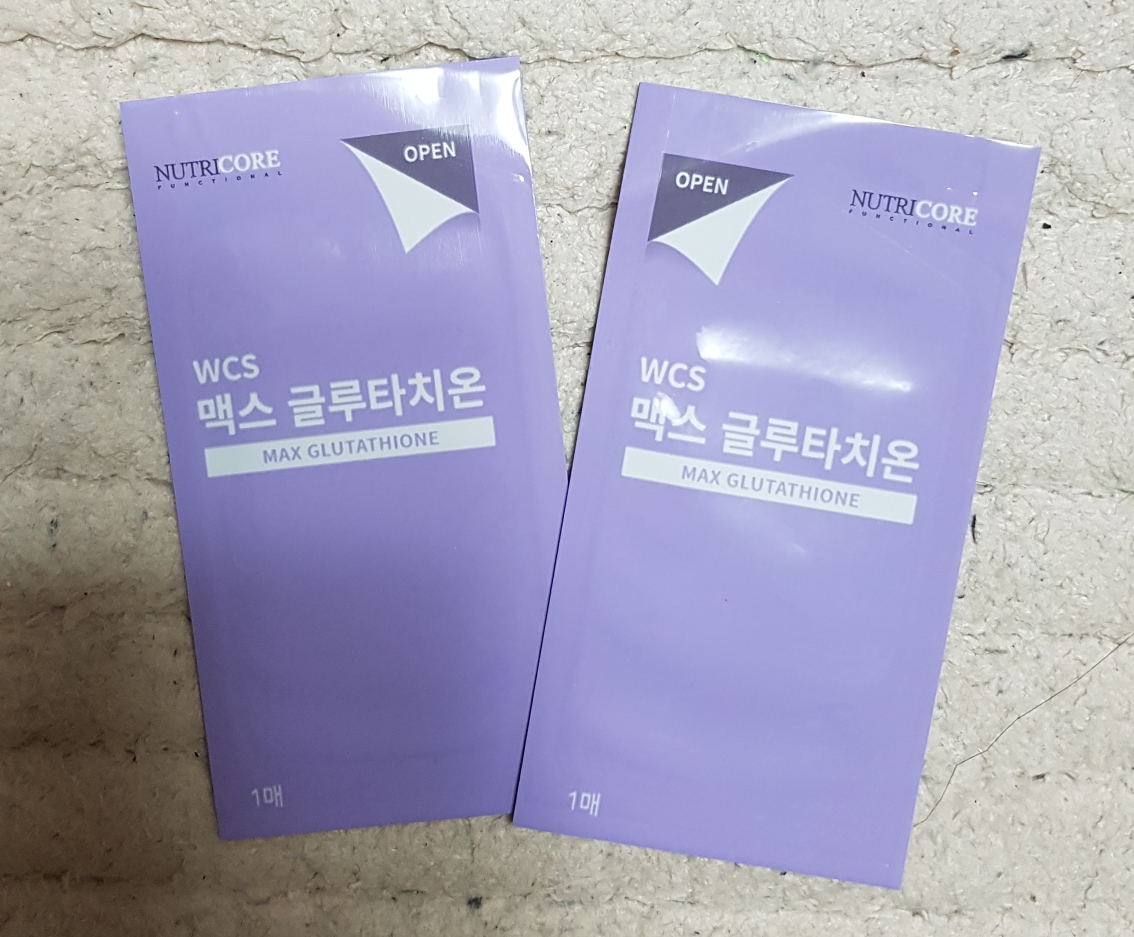 NUTRICORE
FUNCTIONAL
OPEN
WCS
맥스 글루타치온
MAX GLUTATHIONE
1매
OPEN
NUTRICORE
FUNCTIONAL
WCS
맥스 글루타치온
MAX GLUTATHIONE
1매